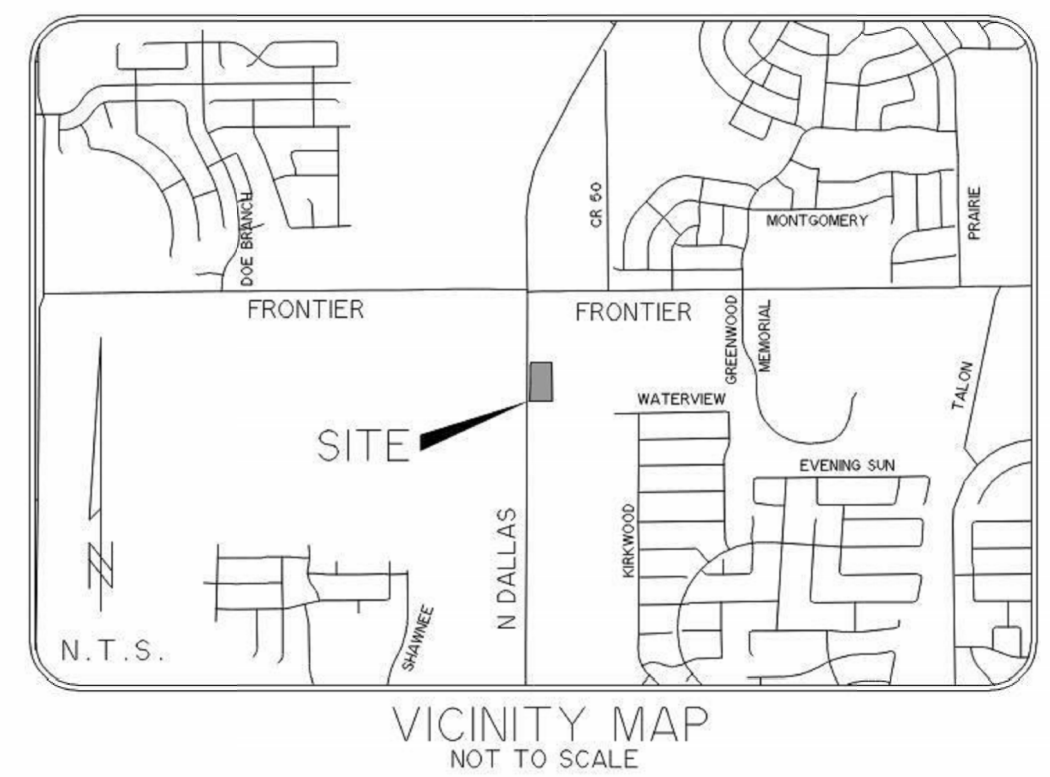 CR 60
MONTGOMERY
PRAIRIE
DOE BRANCH
FRONTIER
FRONTIER
GREENWOOD
MEMORIAL
TALON
WATERVIEW
SITE
EVENING SUN
KIRKWOOD
N DALLAS
N
SHAWNEE
N.T.S.
VICINITY MAP
NOT TO SCALE